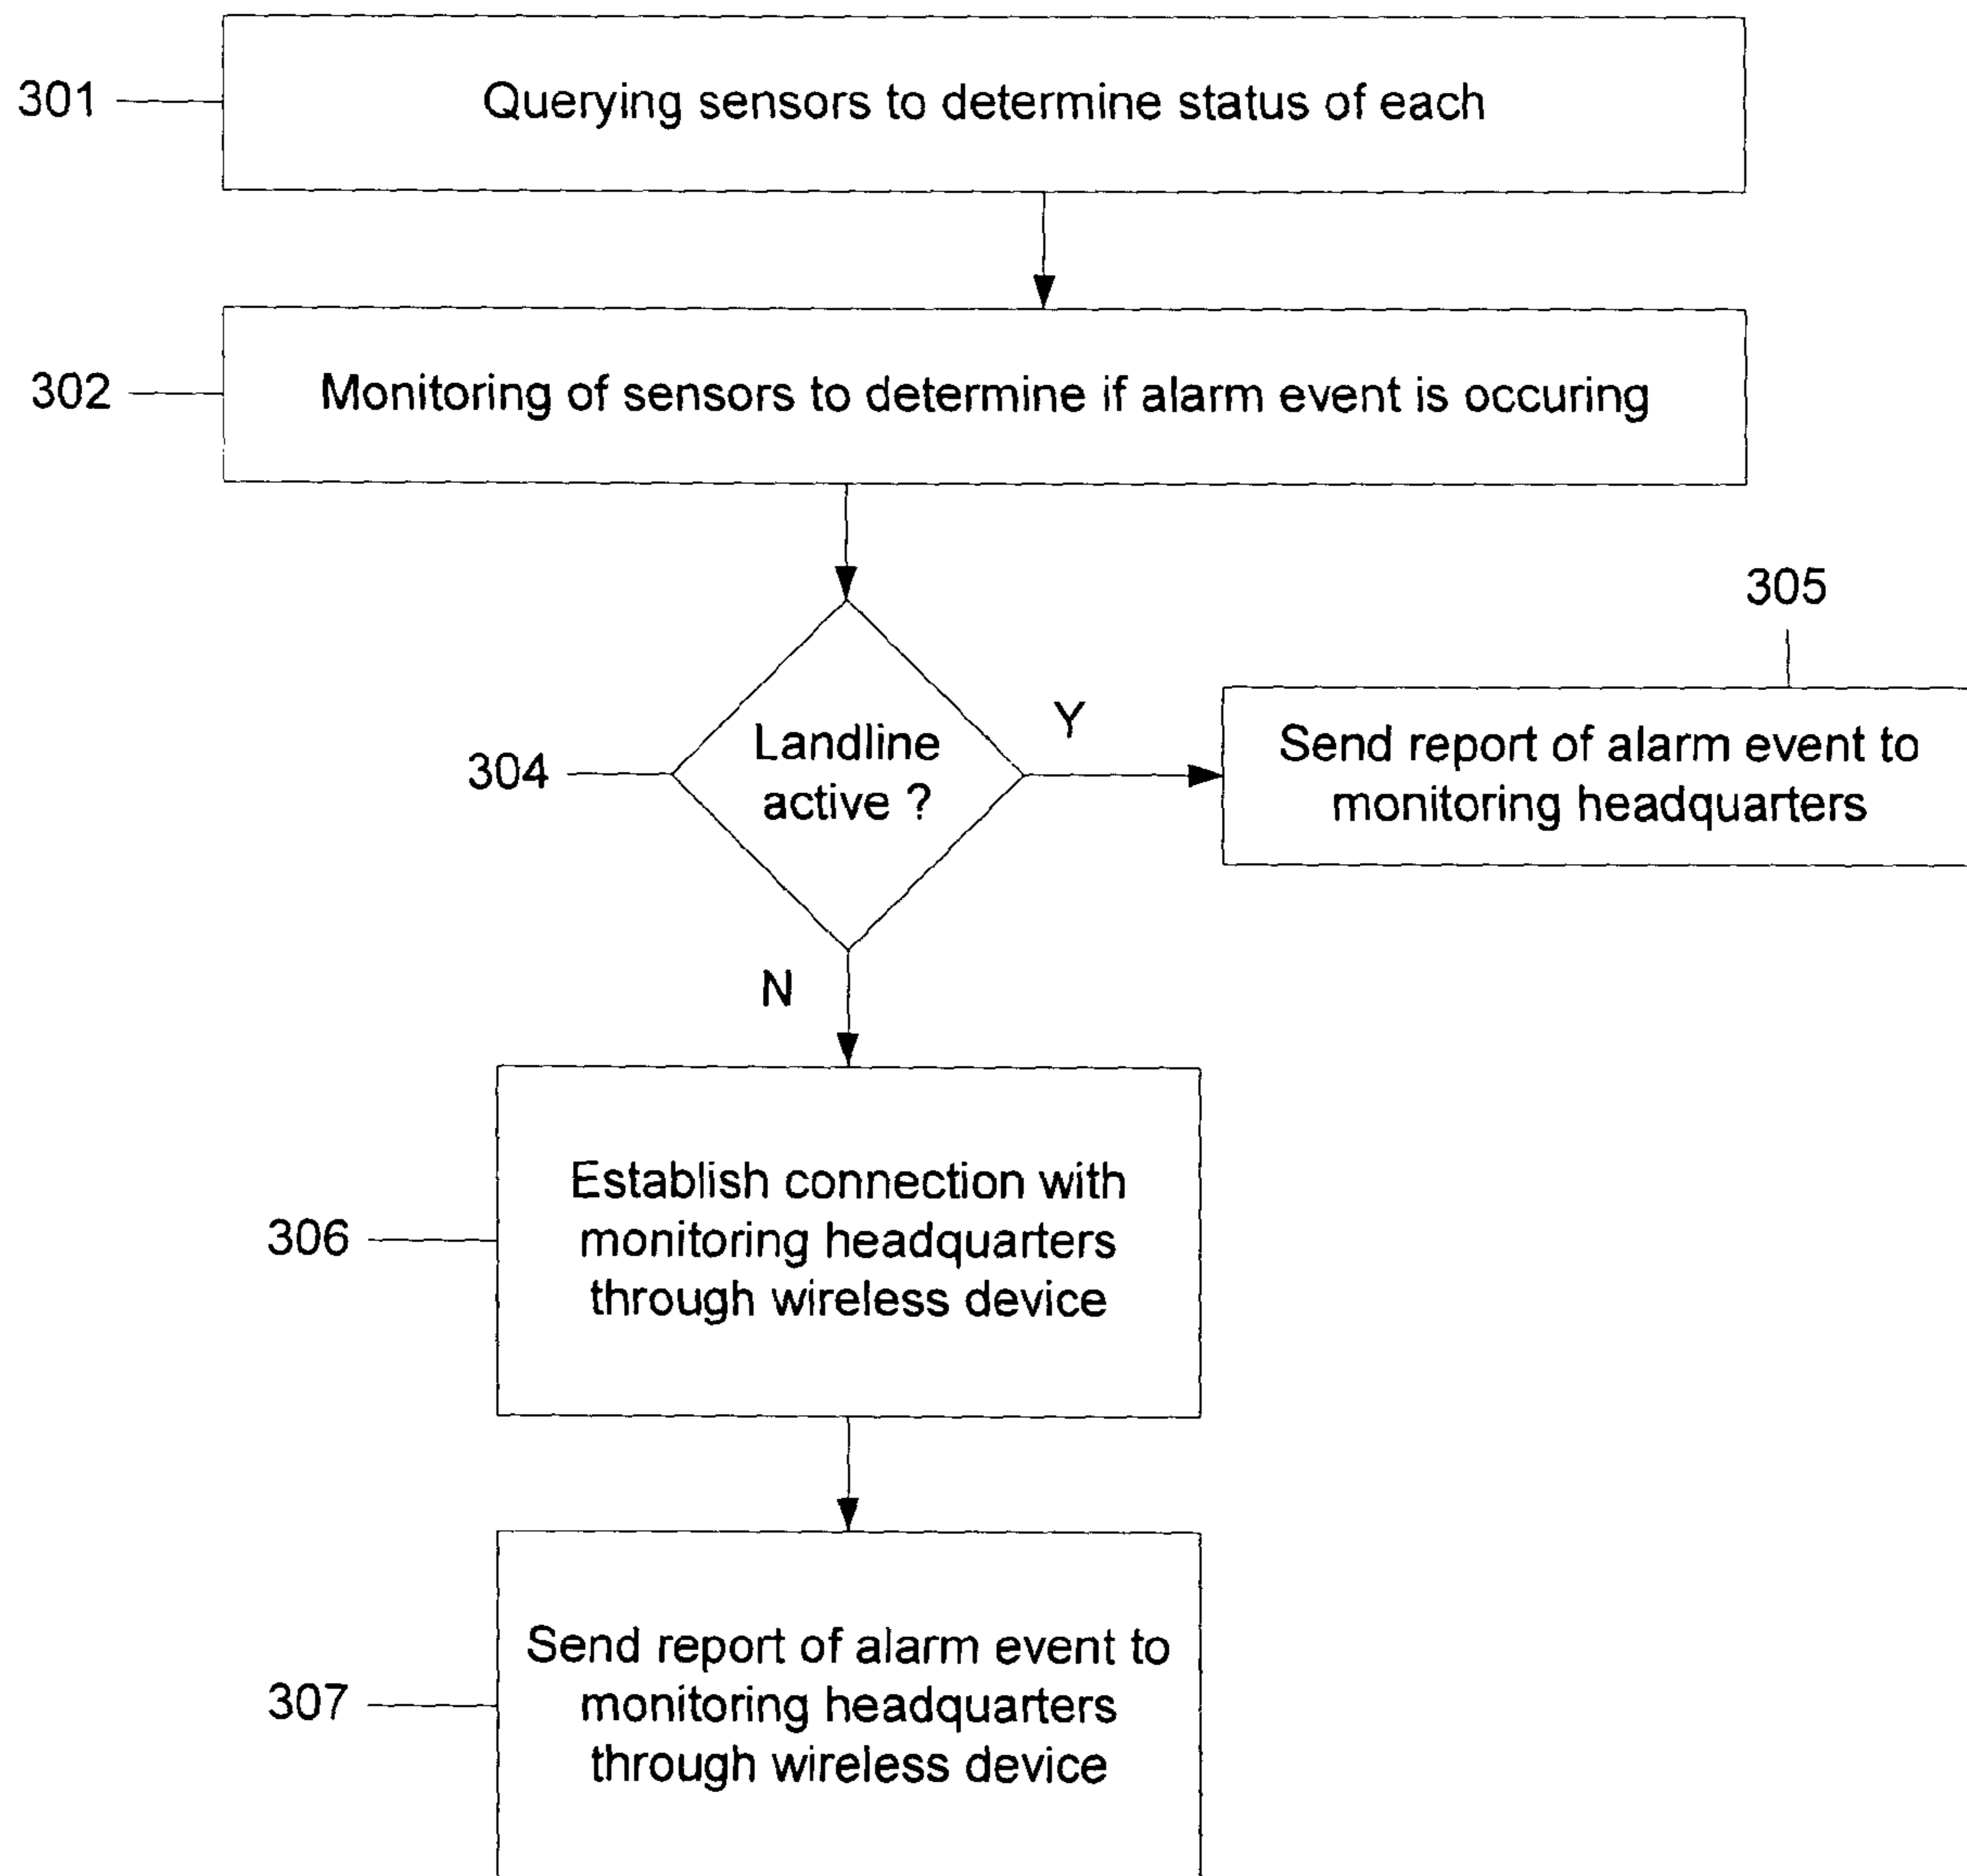 301
Querying sensors to determine status of each
302
Monitoring of sensors to determine if alarm event is occuring
305
304
Landline
active ?
Y
Send report of alarm event to
monitoring headquarters
N
306
Establish connection with
monitoring headquarters
through wireless device
307
Send report of alarm event to
monitoring headquarters
through wireless device